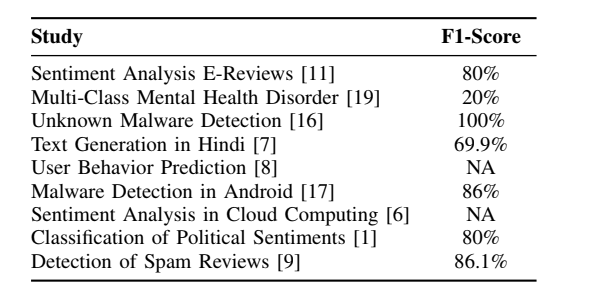 Study F1-Score
Sentiment Analysis E-Reviews [11] 80%
Multi-Class Mental Health Disorder [19] 20%
Unknown Malware Detection [16] 100%
Text Generation in Hindi [7] 69.9%
User Behavior Prediction [8] NA
Malware Detection in Android [17] 86%
Sentiment Analysis in Cloud Computing [6] NA
Classification of Political Sentiments [1] 80%
Detection of Spam Reviews [9] 86.1%